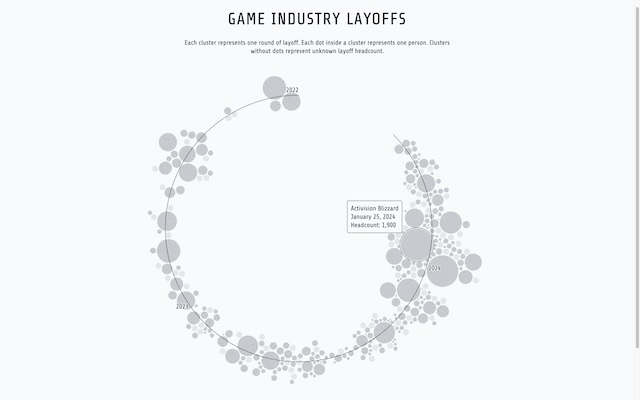 GAME INDUSTRY LAYOFFS
Each cluster represents one round of layoff. Each dot inside a cluster represents one person. Clusters
without dots represent unknown layoff headcount.
2022
Activision Blizzard
January 25, 2024
Headcount: 1,900
2024
2023